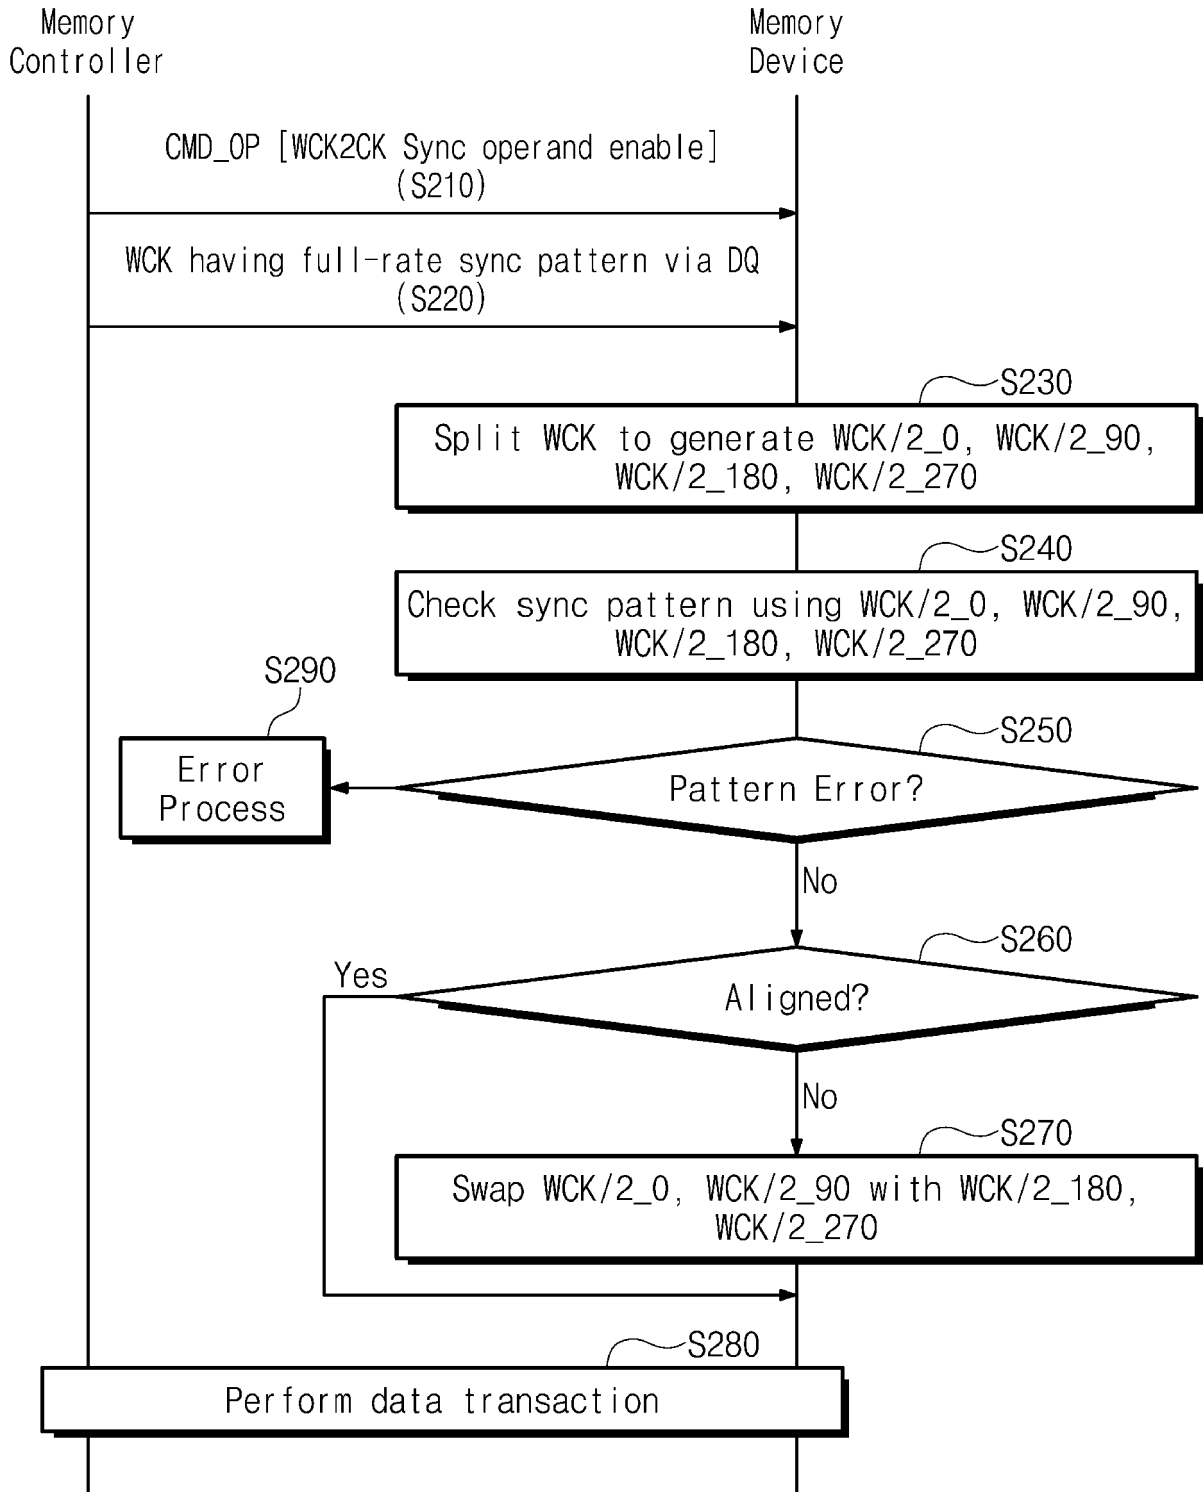 Memory
Controller
Memory
Device
CMD_OP [WCK2CK Sync operand enable]
(S210)
WCK having full-rate sync pattern via DQ
(S220)
S230
Split WCK to generate WCK/2_0, WCK/2_90,
WCK/2_180, WCK/2_270
S240
Check sync pattern using WCK/2_0, WCK/2_90,
WCK/2_180, WCK/2_270
S290
Error
Process
S250
Pattern Error?
No
S260
Yes
Aligned?
No
S270
Swap WCK/2_0, WCK/2_90 with WCK/2_180,
WCK/2_270
S280
Perform data transaction